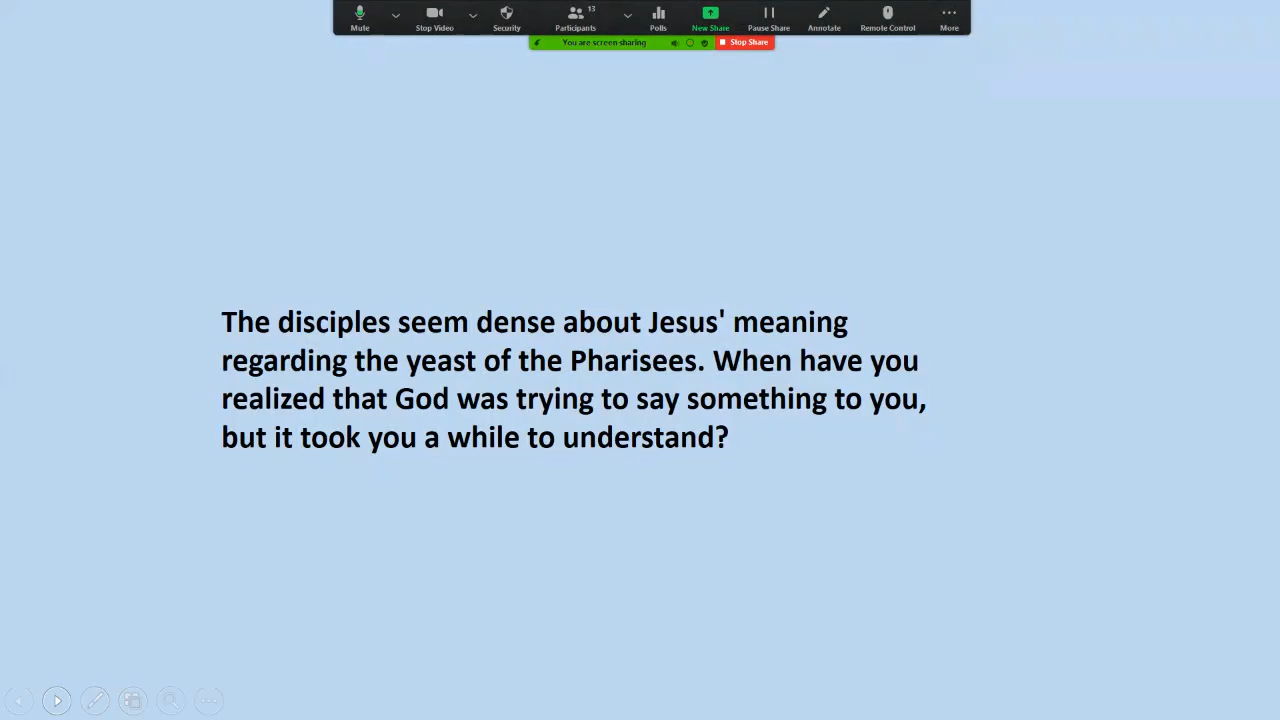 13
Mute
Stop Video
Security
Participants
Polls
New Share
Pause Share
Annotate
Remote Control
More
You are screen sharing
Stop Share
The disciples seem dense about Jesus' meaning
regarding the yeast of the Pharisees. When have you
realized that God was trying to say something to you,
but it took you a while to understand?